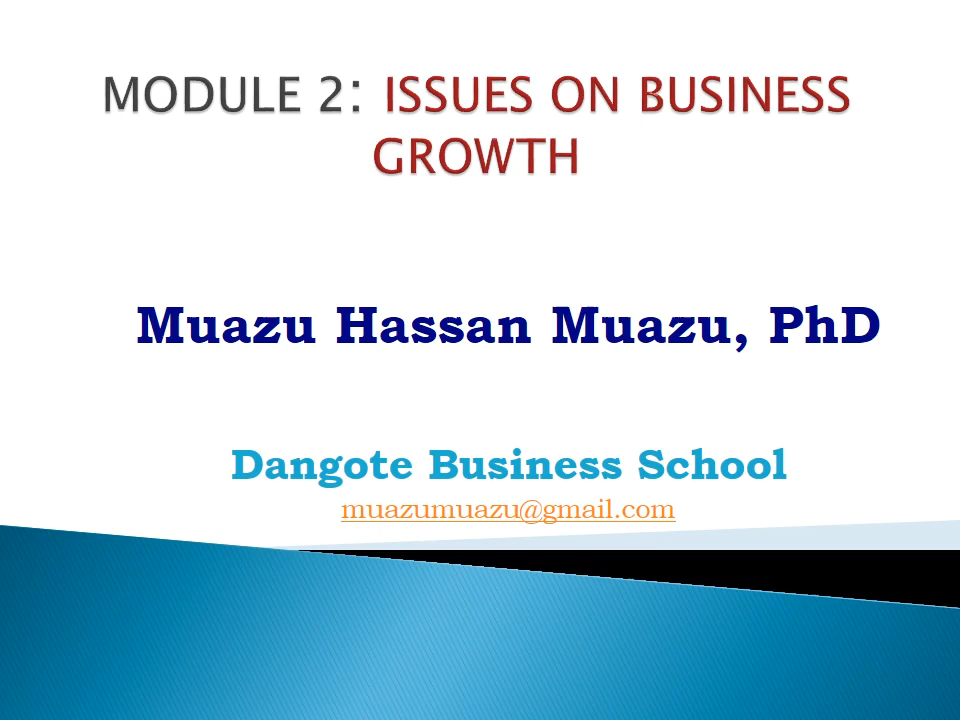 MODULE 2: ISSUES ON BUSINESS
GROWTH
Muazu Hassan Muazu, PhD
Dangote Business School
muazumuazu@gmail.com